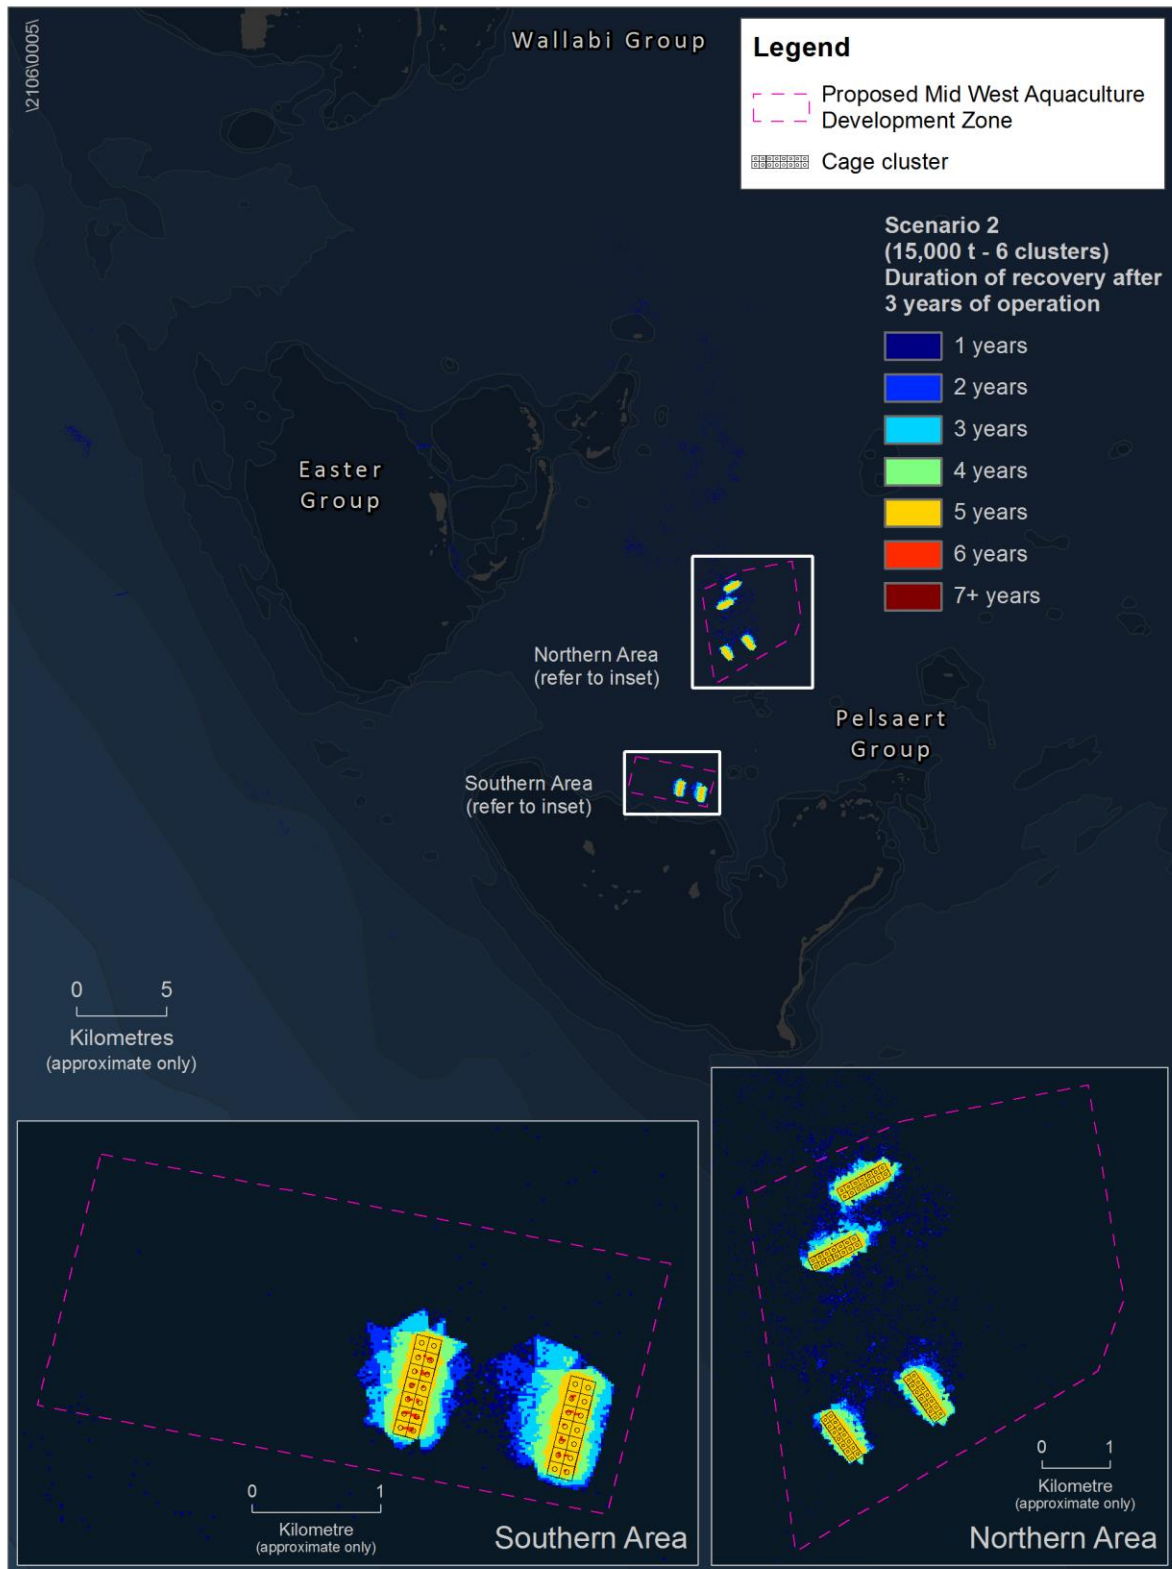 \2106\0005\
Wallabi Group
Legend
Proposed Mid West Aquaculture
Development Zone
Cage cluster
Scenario 2
(15,000 t - 6 clusters)
Duration of recovery after
3 years of operation
1 years
2 years
3 years
4 years
5 years
6 years
7+ years
Easter
Group
Northern Area
(refer to inset)
Pelsaert
Group
Southern Area
(refer to inset)
0 5
Kilometres
(approximate only)
0 1
Kilometre
(approximate only)
Southern Area
0 1
Kilometre
(approximate only)
Northern Area